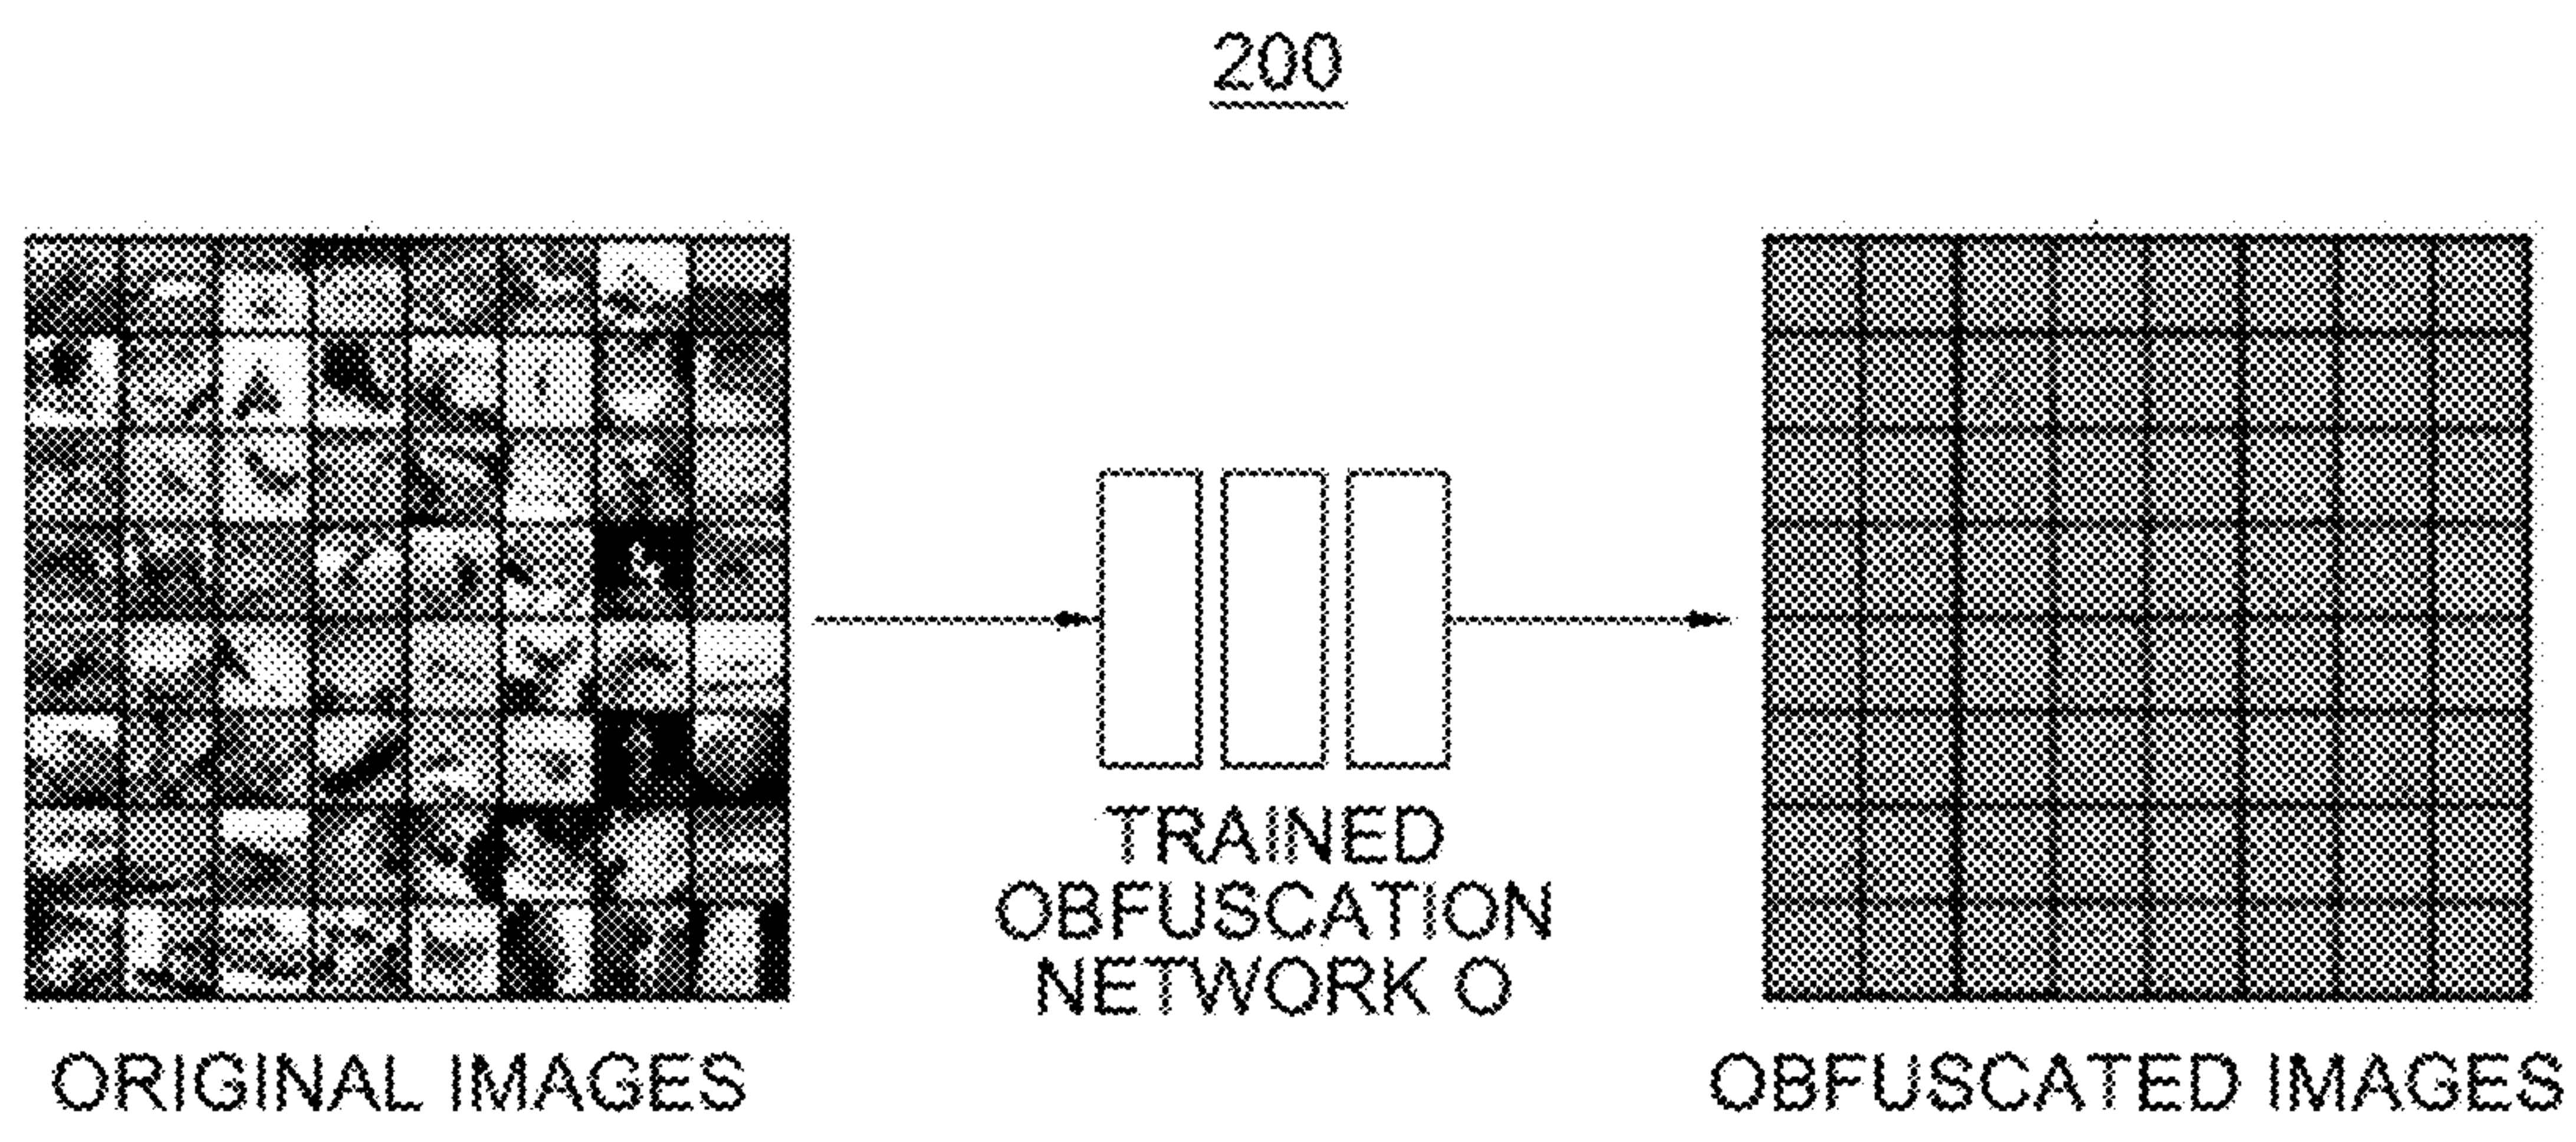 200
TRAINED
OBFUSCATION
NETWORK O
ORIGINAL IMAGES
OBFUSCATED IMAGES